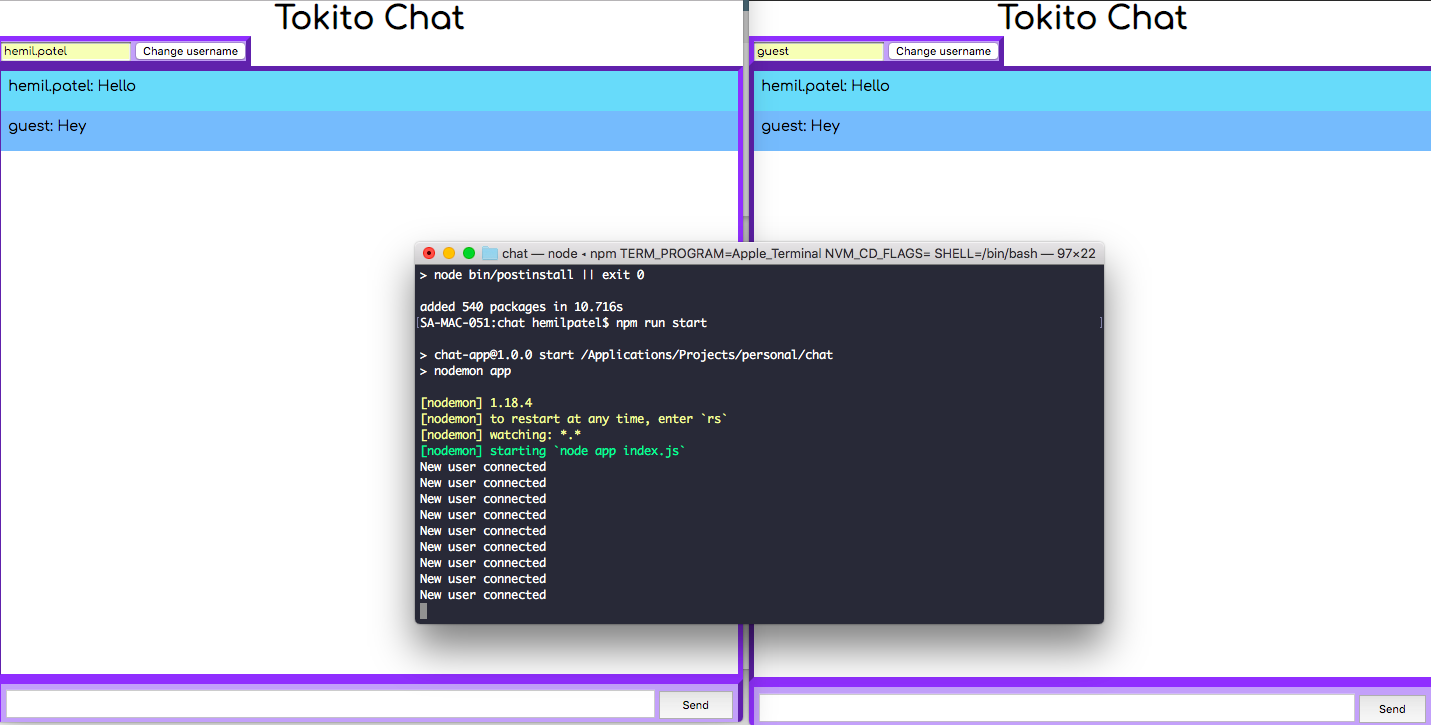 Tokito Chat
hemil.patel Change username
hemil.patel: Hello
guest: Hey
Send
Tokito Chat
guest Change username
hemil.patel: Hello
guest: Hey
Send
chat — node ◂ npm TERM_PROGRAM=Apple_Terminal NVM_CD_FLAGS= SHELL=/bin/bash — 97×22
> node bin/postinstall || exit 0
added 540 packages in 10.716s
[SA-MAC-051:chat hemilpatel$ npm run start ]
> chat-app@1.0.0 start /Applications/Projects/personal/chat
> nodemon app
[nodemon] 1.18.4
[nodemon] to restart at any time, enter `rs`
[nodemon] watching: *.*
[nodemon] starting `node app index.js`
New user connected
New user connected
New user connected
New user connected
New user connected
New user connected
New user connected
New user connected
New user connected